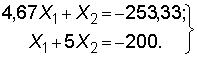 4,67X₁ + X₂ = –253,33;
X₁ + 5X₂ = –200. }